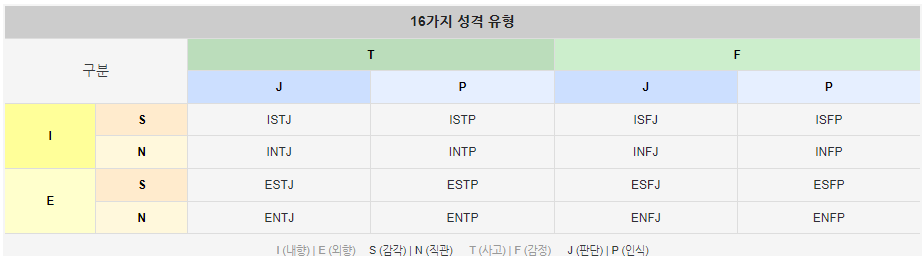 16가지 성격 유형
구분 T F
J P J P
I S ISTJ ISTP ISFJ ISFP
N INTJ INTP INFJ INFP
E S ESTJ ESTP ESFJ ESFP
N ENTJ ENTP ENFJ ENFP
I (내향) | E (외향) S (감각) | N (직관) T (사고) | F (감정) J (판단) | P (인식)